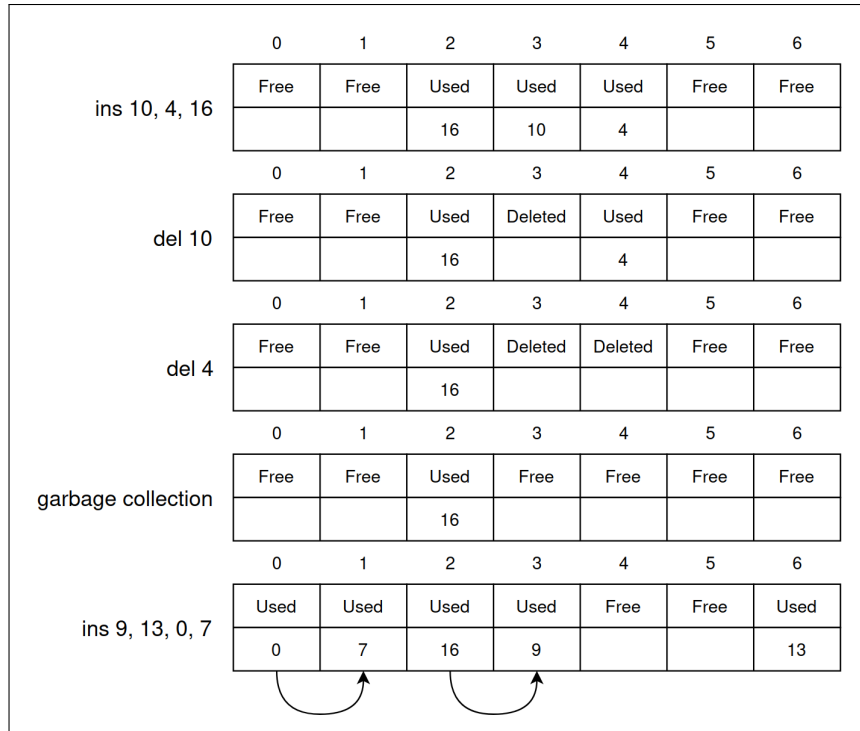 0 1 2 3 4 5 6
Free Free Used Used Used Free Free
ins 10, 4, 16
16 10 4
0 1 2 3 4 5 6
Free Free Used Deleted Used Free Free
del 10
16 4
0 1 2 3 4 5 6
Free Free Used Deleted Deleted Free Free
del 4
16
0 1 2 3 4 5 6
Free Free Used Free Free Free Free
garbage collection
16
0 1 2 3 4 5 6
Used Used Used Used Free Free Used
ins 9, 13, 0, 7
0 7 16 9 13